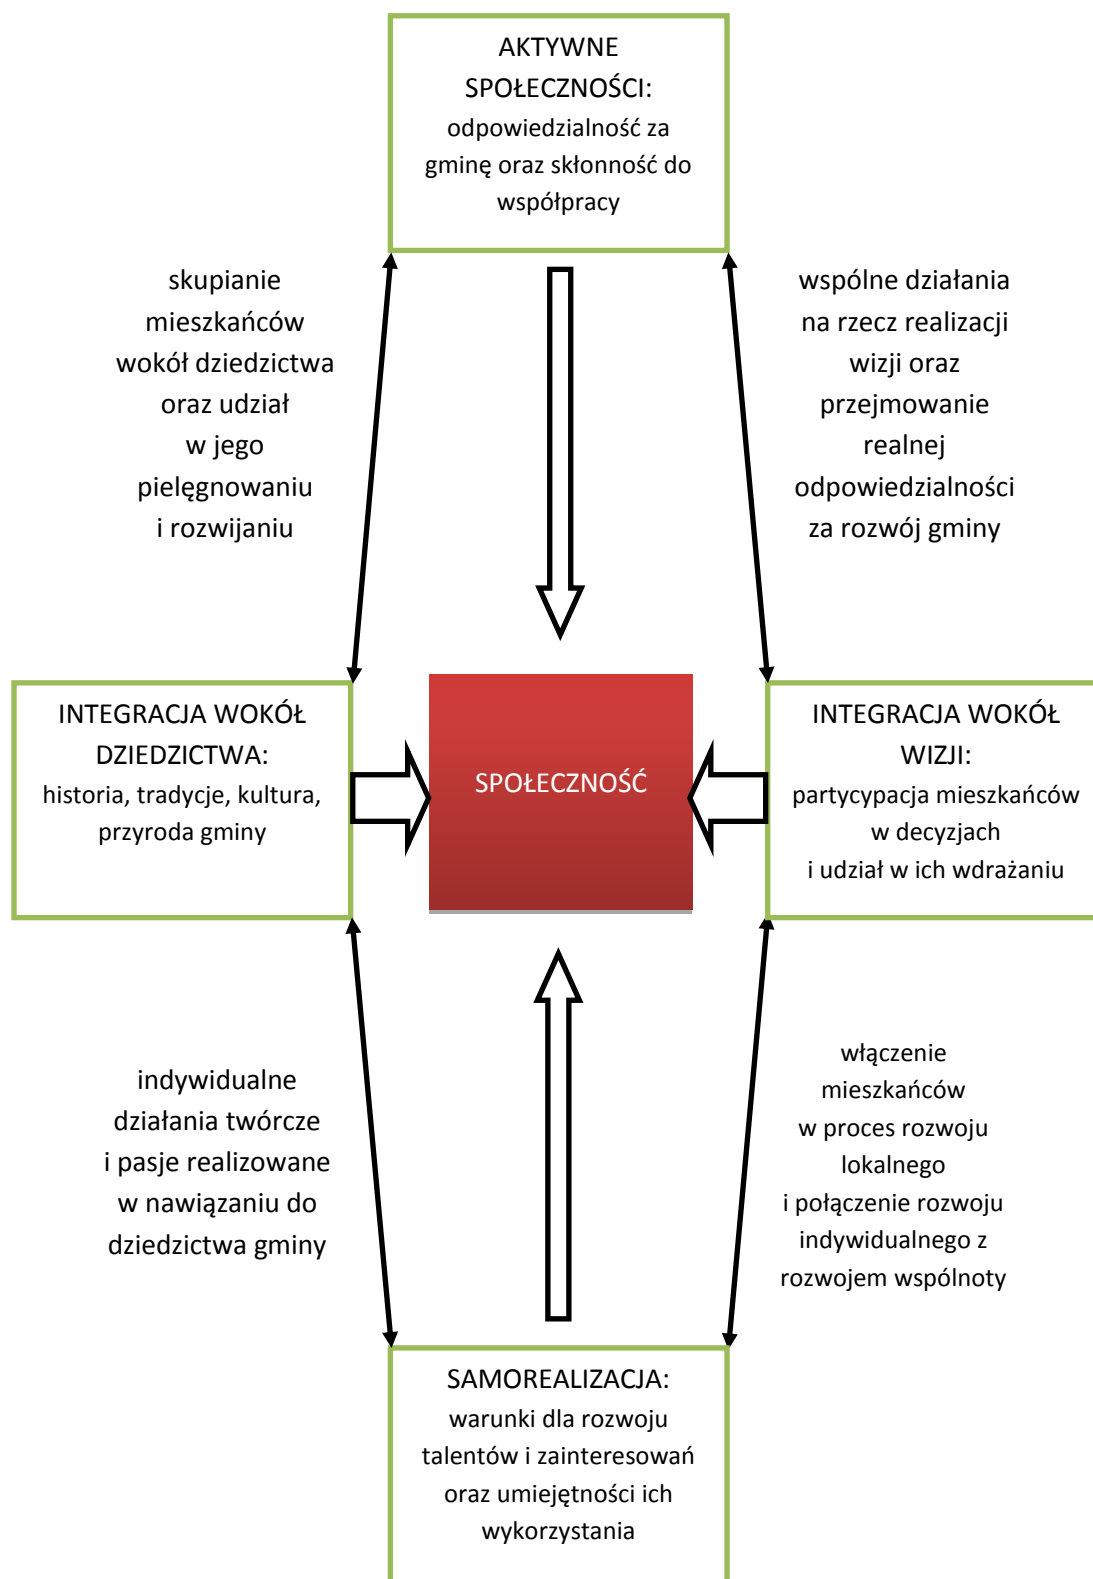 AKTYWNE
SPOŁECZNOŚCI:
odpowiedzialność za
gminę oraz skłonność do
współpracy
skupianie
mieszkańców
wokół dziedzictwa
oraz udział
w jego
pielęgnowaniu
i rozwijaniu
wspólne działania
na rzecz realizacji
wizji oraz
przejmowanie
realnej
odpowiedzialności
za rozwój gminy
INTEGRACJA WOKÓŁ
DZIEDZICTWA:
historia, tradycje, kultura,
przyroda gminy
SPOŁECZNOŚĆ
INTEGRACJA WOKÓŁ
WIZJI:
partycypacja mieszkańców
w decyzjach
i udział w ich wdrażaniu
indywidualne
działania twórcze
i pasje realizowane
w nawiązaniu do
dziedzictwa gminy
włączenie
mieszkańców
w proces rozwoju
lokalnego
i połączenie rozwoju
indywidualnego z
rozwojem wspólnoty
SAMOREALIZACJA:
warunki dla rozwoju
talentów i zainteresowań
oraz umiejętności ich
wykorzystania